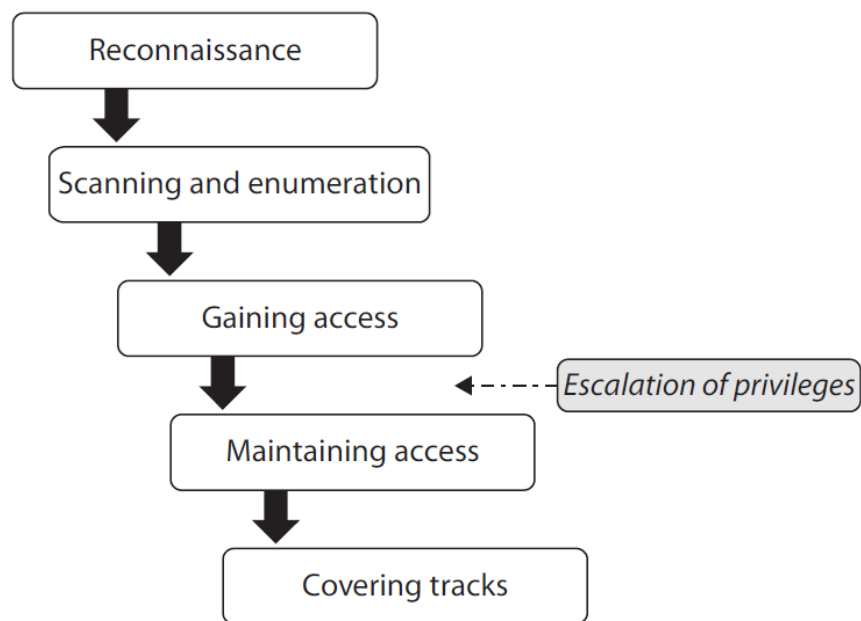 Reconnaissance
Scanning and enumeration
Gaining access
Escalation of privileges
Maintaining access
Covering tracks